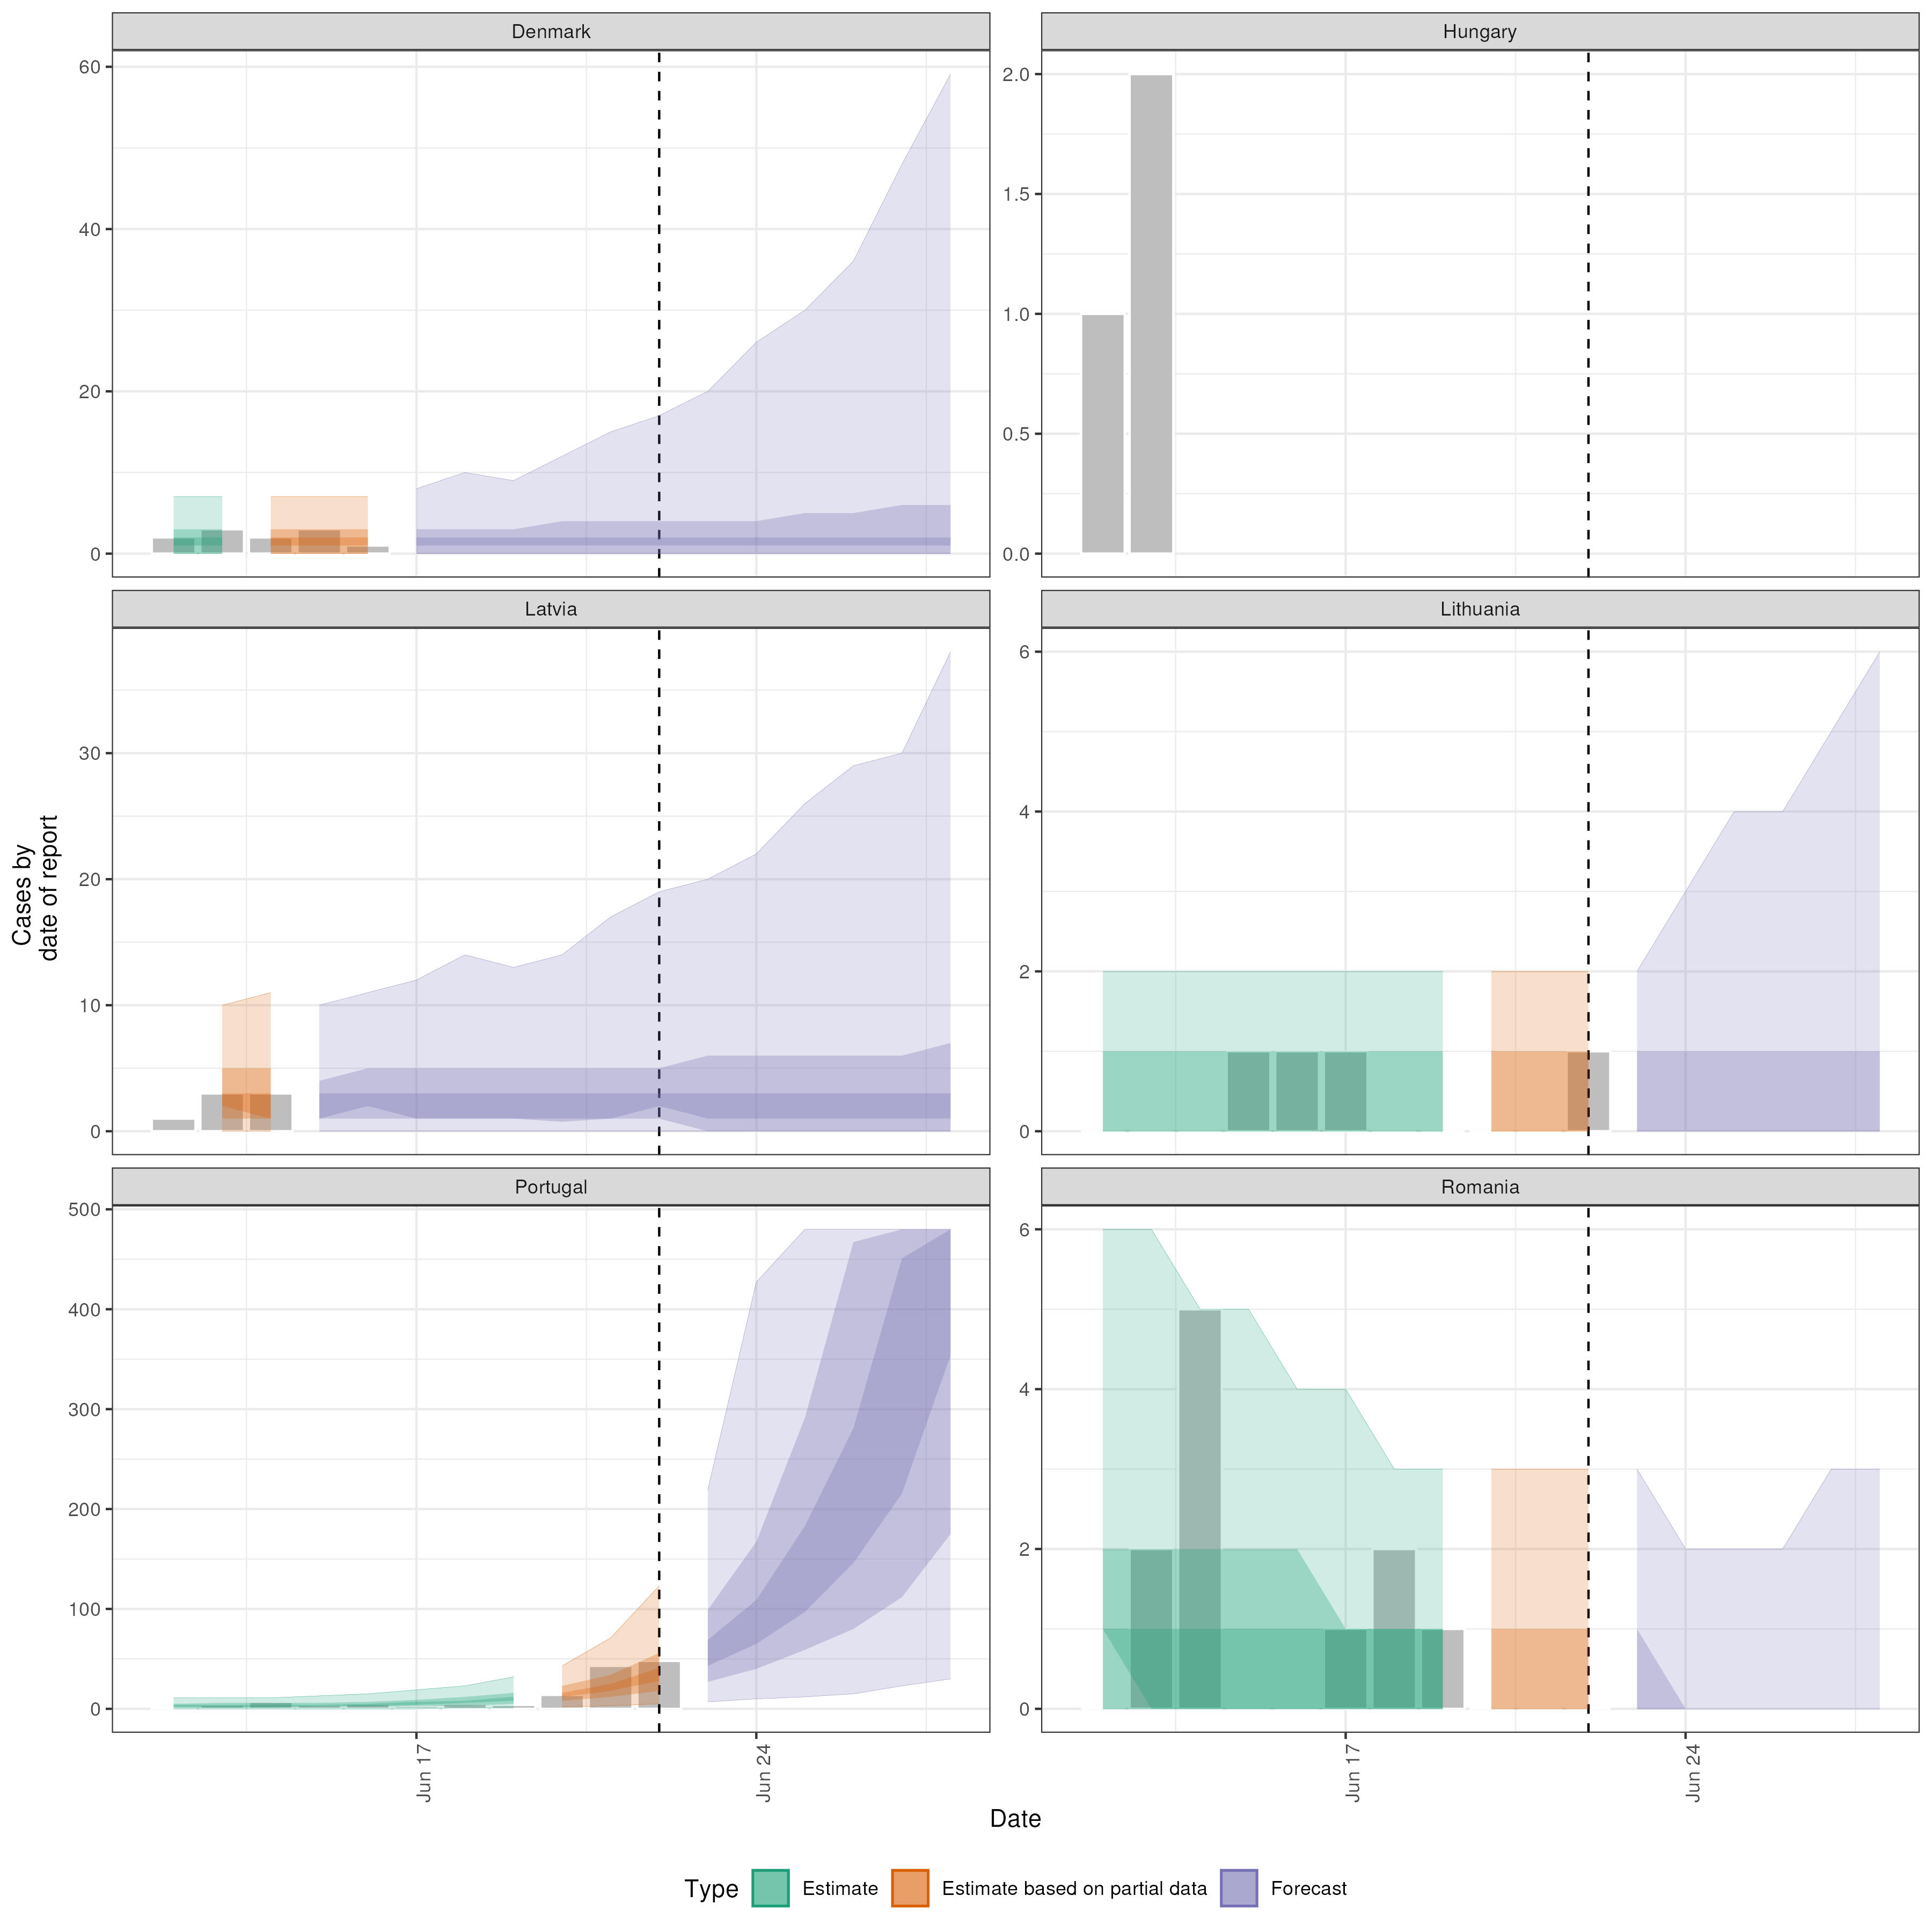 Denmark
Hungary
60
40
20
0
2.0
1.5
1.0
0.5
0.0
Latvia
Lithuania
30
20
10
0
6
4
2
0
Cases by
date of report
Portugal
Romania
500
400
300
200
100
0
6
4
2
0
Jun 17
Jun 24
Jun 17
Jun 24
Date
Type
Estimate
Estimate based on partial data
Forecast